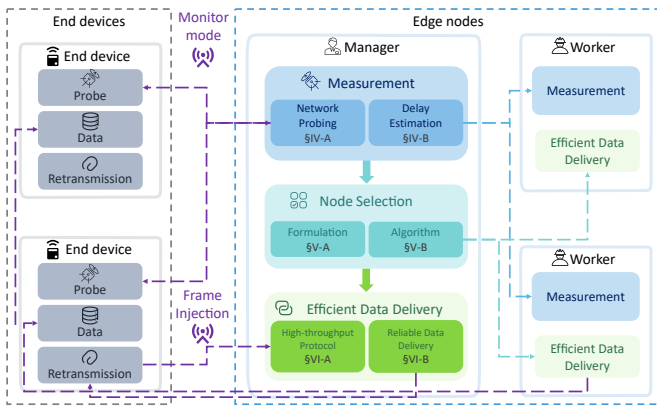 End devices
Monitor
mode
Edge nodes
End device
Probe
Data
Retransmission
Manager
Measurement
Network
Probing
§IV-A
Delay
Estimation
§IV-B
Worker
Measurement
Efficient Data
Delivery
Node Selection
Formulation
§V-A
Algorithm
§V-B
End device
Probe
Data
Retransmission
Frame
Injection
Efficient Data Delivery
High-throughput
Protocol
§VI-A
Reliable Data
Delivery
§VI-B
Worker
Measurement
Efficient Data
Delivery